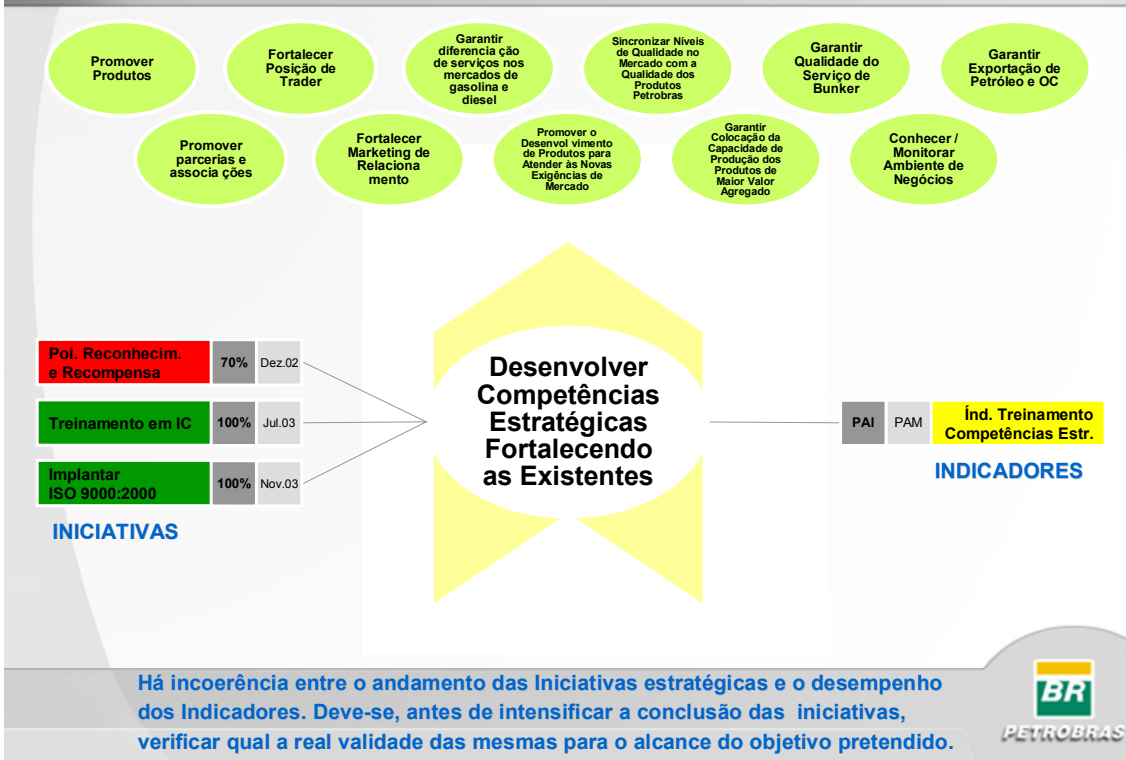 Promover
Produtos
Fortalecer
Posição de
Trader
Garantir
diferencia ção
de serviços nos
mercados de
gasolina e
diesel
Sincronizar Níveis
de Qualidade no
Mercado com a
Qualidade dos
Produtos
Petrobras
Garantir
Qualidade do
Serviço de
Bunker
Garantir
Exportação de
Petróleo e OC
Promover
parcerias e
associa ções
Fortalecer
Marketing de
Relaciona
mento
Promover o
Desenvol vimento
de Produtos para
Atender às Novas
Exigências de
Mercado
Garantir
Colocação da
Capacidade de
Produção dos
Produtos de
Maior Valor
Agregado
Conhecer /
Monitorar
Ambiente de
Negócios
Pol. Reconhecim.
e Recompensa
70%
Dez.02
Treinamento em IC
100%
Jul.03
Implantar
ISO 9000:2000
100%
Nov.03
INICIATIVAS
Desenvolver
Competências
Estratégicas
Fortalecendo
as Existentes
PAI
PAM
Índ. Treinamento
Competências Estr.
INDICADORES
Há incoerência entre o andamento das Iniciativas estratégicas e o desempenho
dos Indicadores. Deve-se, antes de intensificar a conclusão das iniciativas,
verificar qual a real validade das mesmas para o alcance do objetivo pretendido.
BR
PETROBRAS